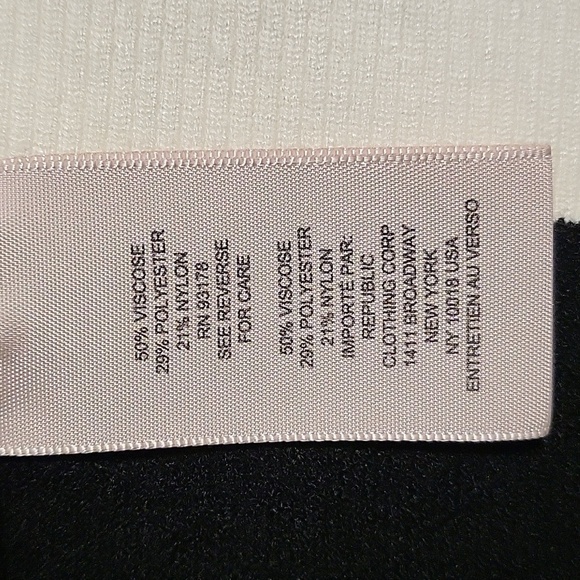 50% VISCOSE
29% POLYESTER
21% NYLON
RN 93178
SEE REVERSE
FOR CARE
50% VISCOSE
29% POLYESTER
21% NYLON
IMPORTE PAR:
REPUBLIC
CLOTHING CORP
1411 BROADWAY
NEW YORK
NY 10018 USA
ENTRETIEN AU VERSO